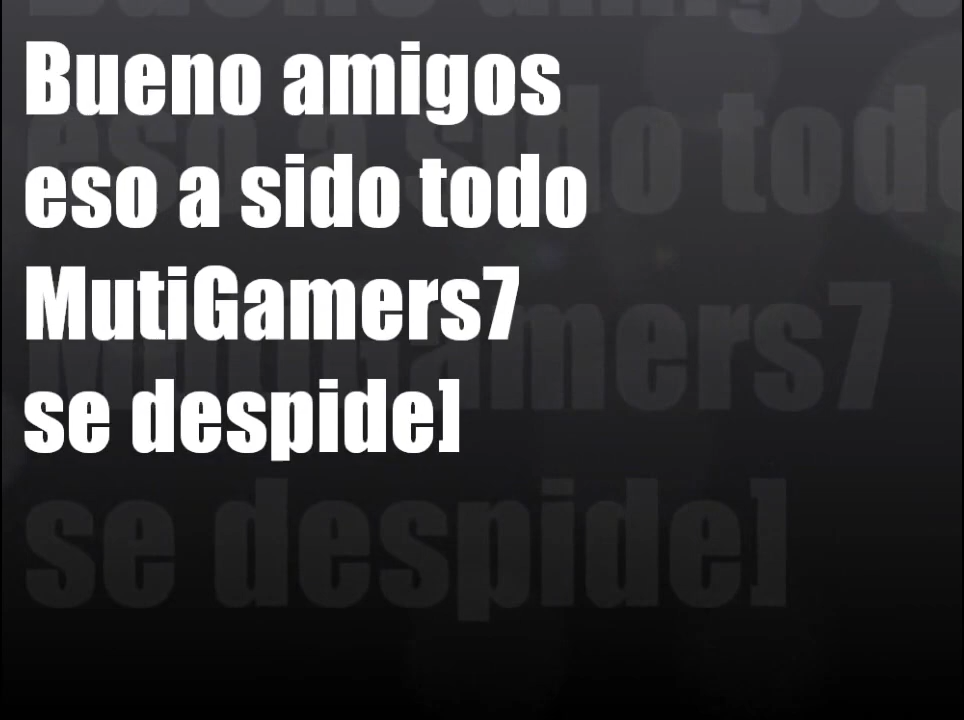 Bueno amigos
eso a sido todo
MutiGamers7
se despide]